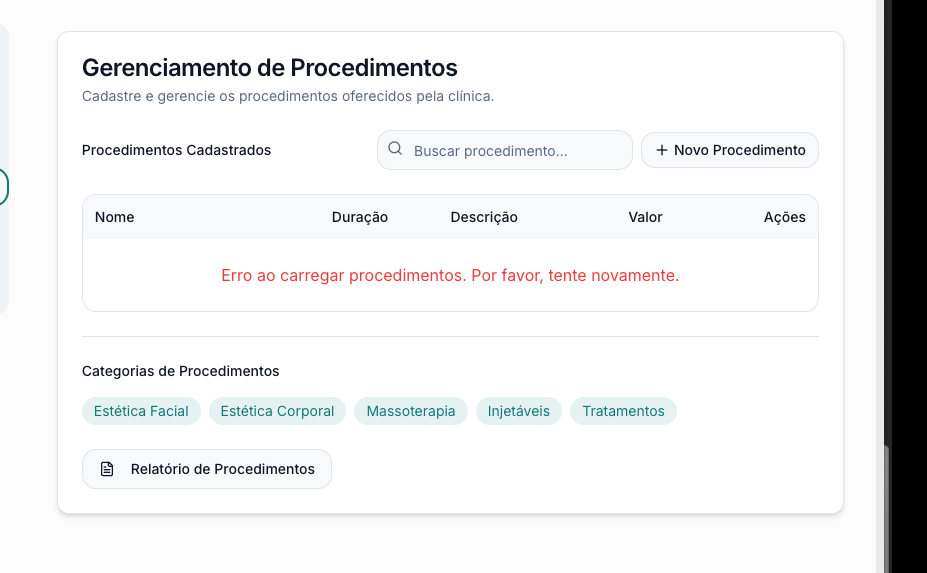 Gerenciamento de Procedimentos
Cadastre e gerencie os procedimentos oferecidos pela clínica.
Procedimentos Cadastrados
Buscar procedimento...
+ Novo Procedimento
Nome Duração Descrição Valor Ações
Erro ao carregar procedimentos. Por favor, tente novamente.
Categorias de Procedimentos
Estética Facial Estética Corporal Massoterapia Injetáveis Tratamentos
Relatório de Procedimentos